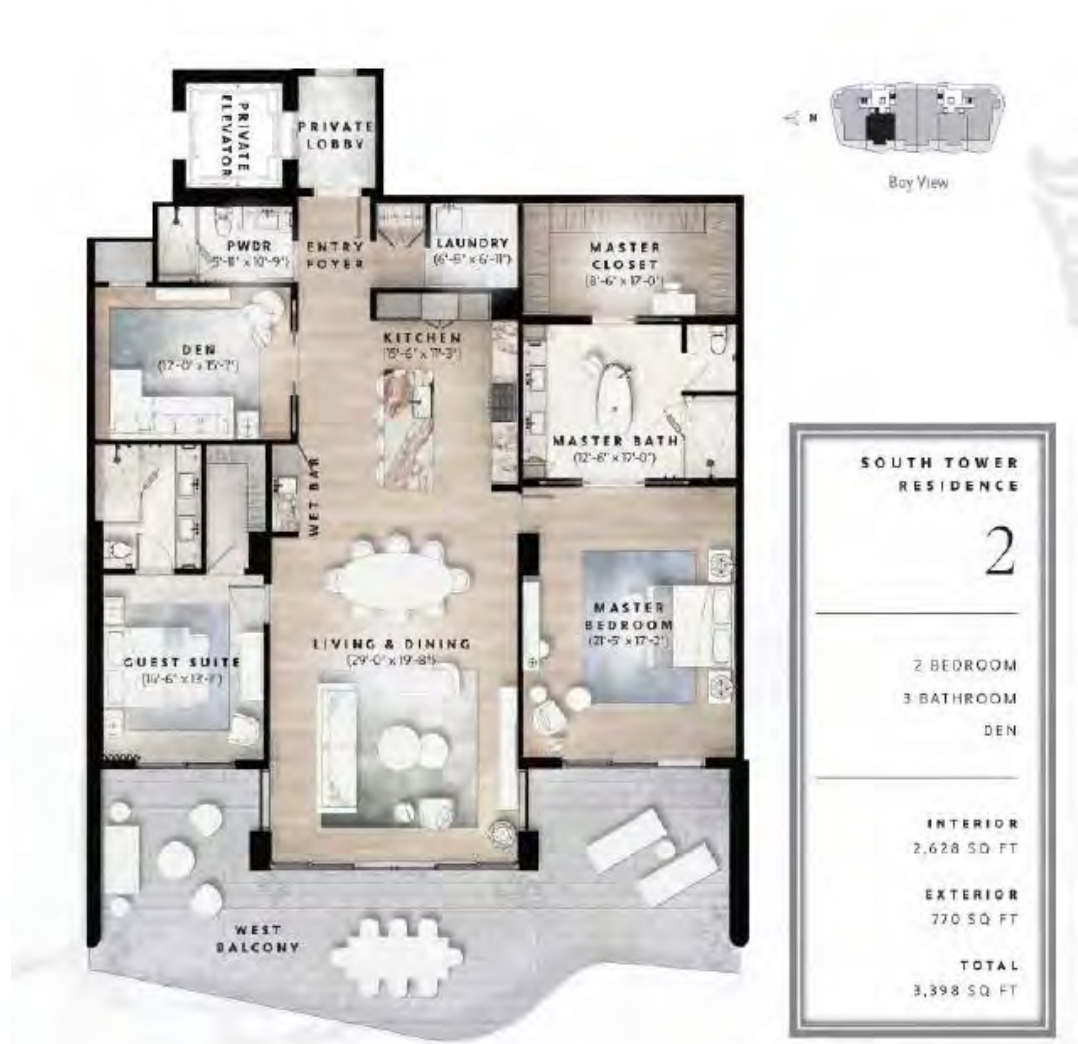 PRIVATE
ELEVATOR
PRIVATE
LOBBY
N
Bay View
PWDR
5'-11" x 10'-9")
ENTRY
FOYER
LAUNDRY
(6'-8" x 6'-11")
MASTER
CLOSET
(8'-6" x 17'-0")
DEN
(12'-0" x 15'-7")
KITCHEN
(15'-6" x 11'-3")
MASTER BATH
(12'-6" x 17'-0")
WET BAR
GUEST SUITE
LIVING & DINING
(29'-0" x 19'-8")
MASTER
BEDROOM
(21'-5" x 17'-2")
WEST
BALCONY
SOUTH TOWER
RESIDENCE
2
2 BEDROOM
3 BATHROOM
DEN
INTERIOR
2,628 SQ FT
EXTERIOR
770 SQ FT
TOTAL
3,398 SQ FT